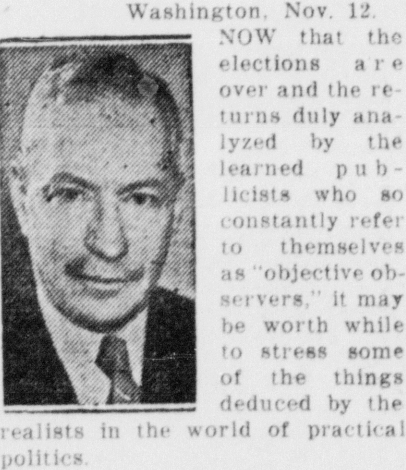 Washington, Nov. 12.
NOW that the
elections are
over and the re-
turns duly ana-
lyzed by the
learned pub-
licists who so
constantly refer
to themselves
as "objective ob-
servers," it may
be worth while
to stress some
of the things
deduced by the
realists in the world of practical
politics.